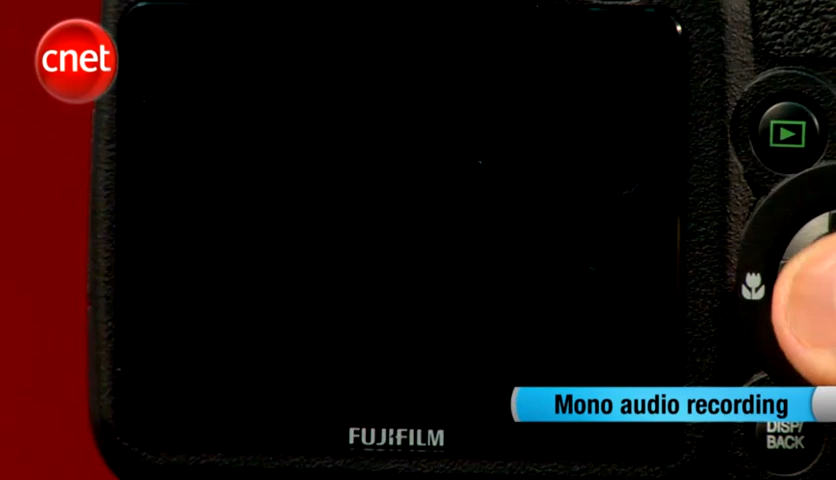 cnet
Mono audio recording
DISP/
BACK
FUJIFILM